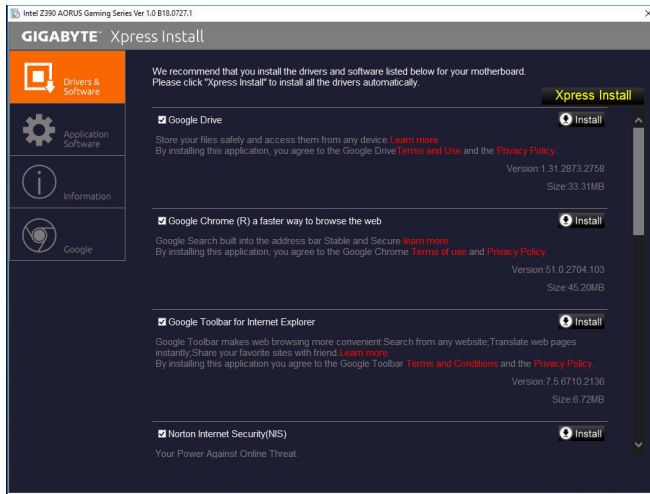 Intel Z390 AORUS Gaming Series Ver 1.0 B18.0727.1
GIGABYTE™ Xpress Install
Drivers &
Software
Application
Software
Information
Google
We recommend that you install the drivers and software listed below for your motherboard.
Please click "Xpress Install" to install all the drivers automatically.
Xpress Install
Google Drive
Install
Store your files safely and access them from any device.Learn more
By installing this application, you agree to the Google DriveTerms and Use and the Privacy Policy.
Version:1.31.2873.2758
Size:33.31MB
Google Chrome (R) a faster way to browse the web
Install
Google Search built into the address bar Stable and Secure learn more
By installing this application, you agree to the Google Chrome Terms of use and Privacy Policy.
Version:51.0.2704.103
Size:45.20MB
Google Toolbar for Internet Explorer
Install
Google Toolbar makes web browsing more convenient.Search from any website;Translate web pages
instantly;Share your favorite sites with friend.Learn more
By installing this application you agree to the Google Toolbar Terms and Conditions and the Privacy Policy.
Version:7.5.6710.2136
Size:6.72MB
Norton Internet Security(NIS)
Install
Your Power Against Online Threat.